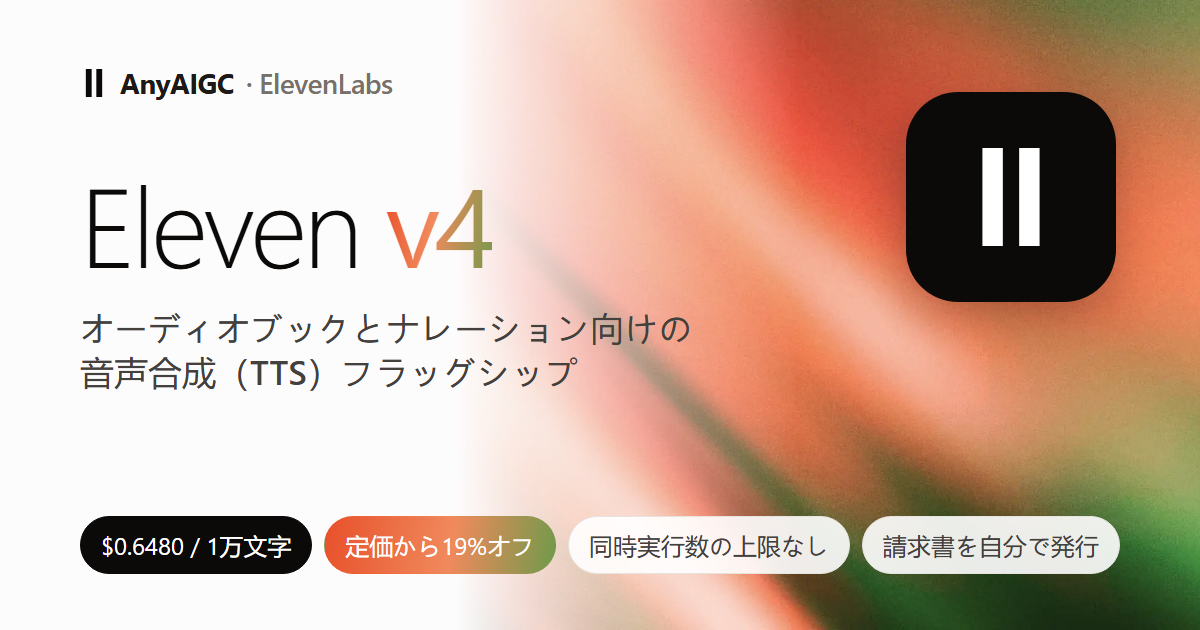 AnyAIGC · ElevenLabs
Eleven v4
オーディオブックとナレーション向けの
音声合成（TTS）フラッグシップ
$0.6480 / 1万文字
定価から19%オフ
同時実行数の上限なし
請求書を自分で発行